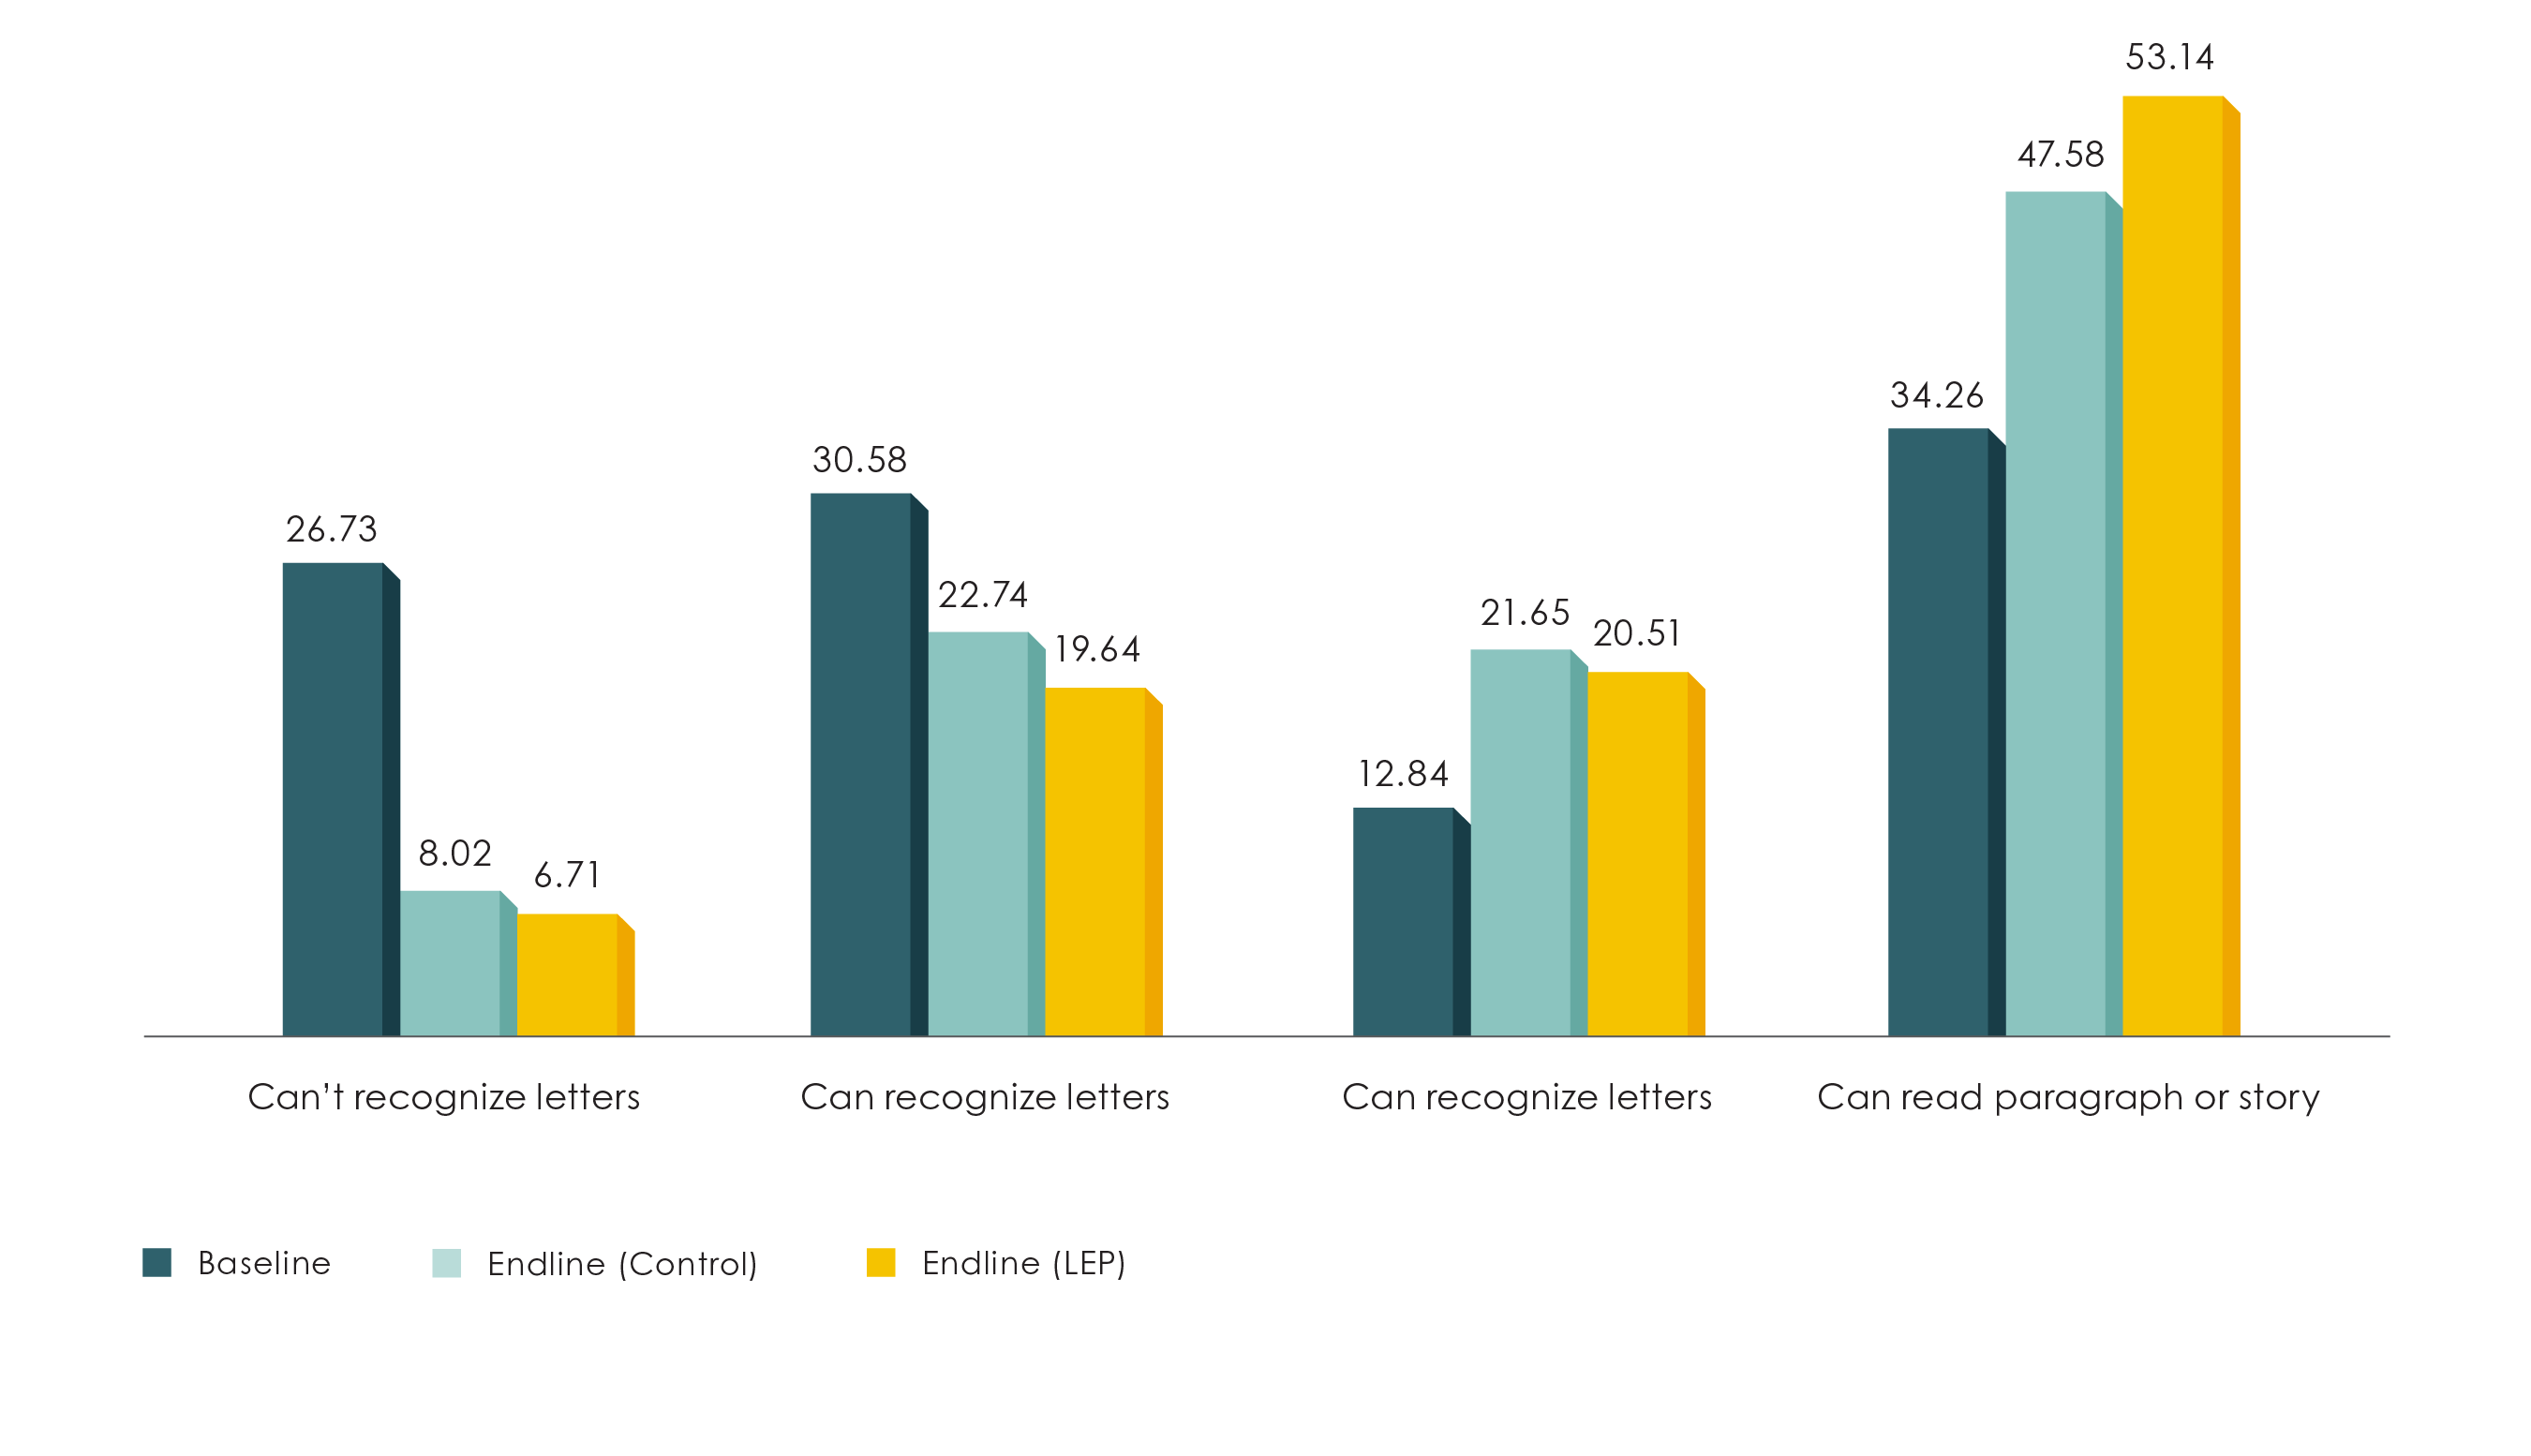 53.14
47.58
34.26
30.58
26.73
22.74
21.65
20.51
19.64
12.84
8.02
6.71
Can’t recognize letters
Can recognize letters
Can recognize letters
Can read paragraph or story
Baseline
Endline (Control)
Endline (LEP)